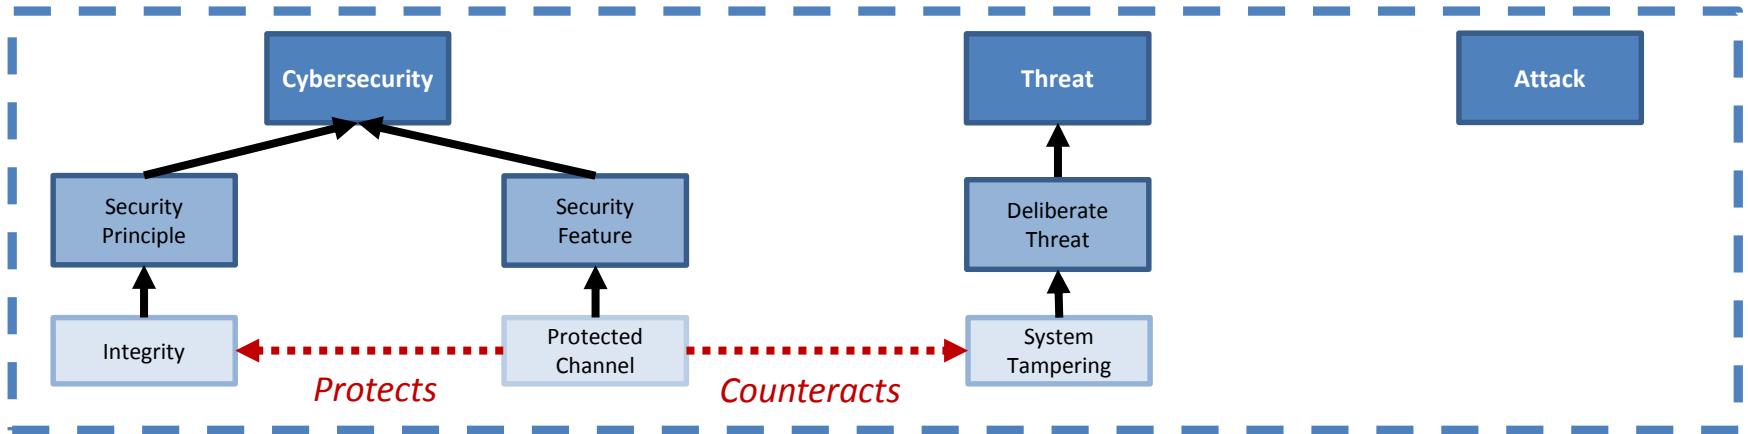 Cybersecurity
Threat
Attack
Security
Principle
Security
Feature
Deliberate
Threat
Integrity
Protected
Channel
System
Tampering
Protects
Counteracts